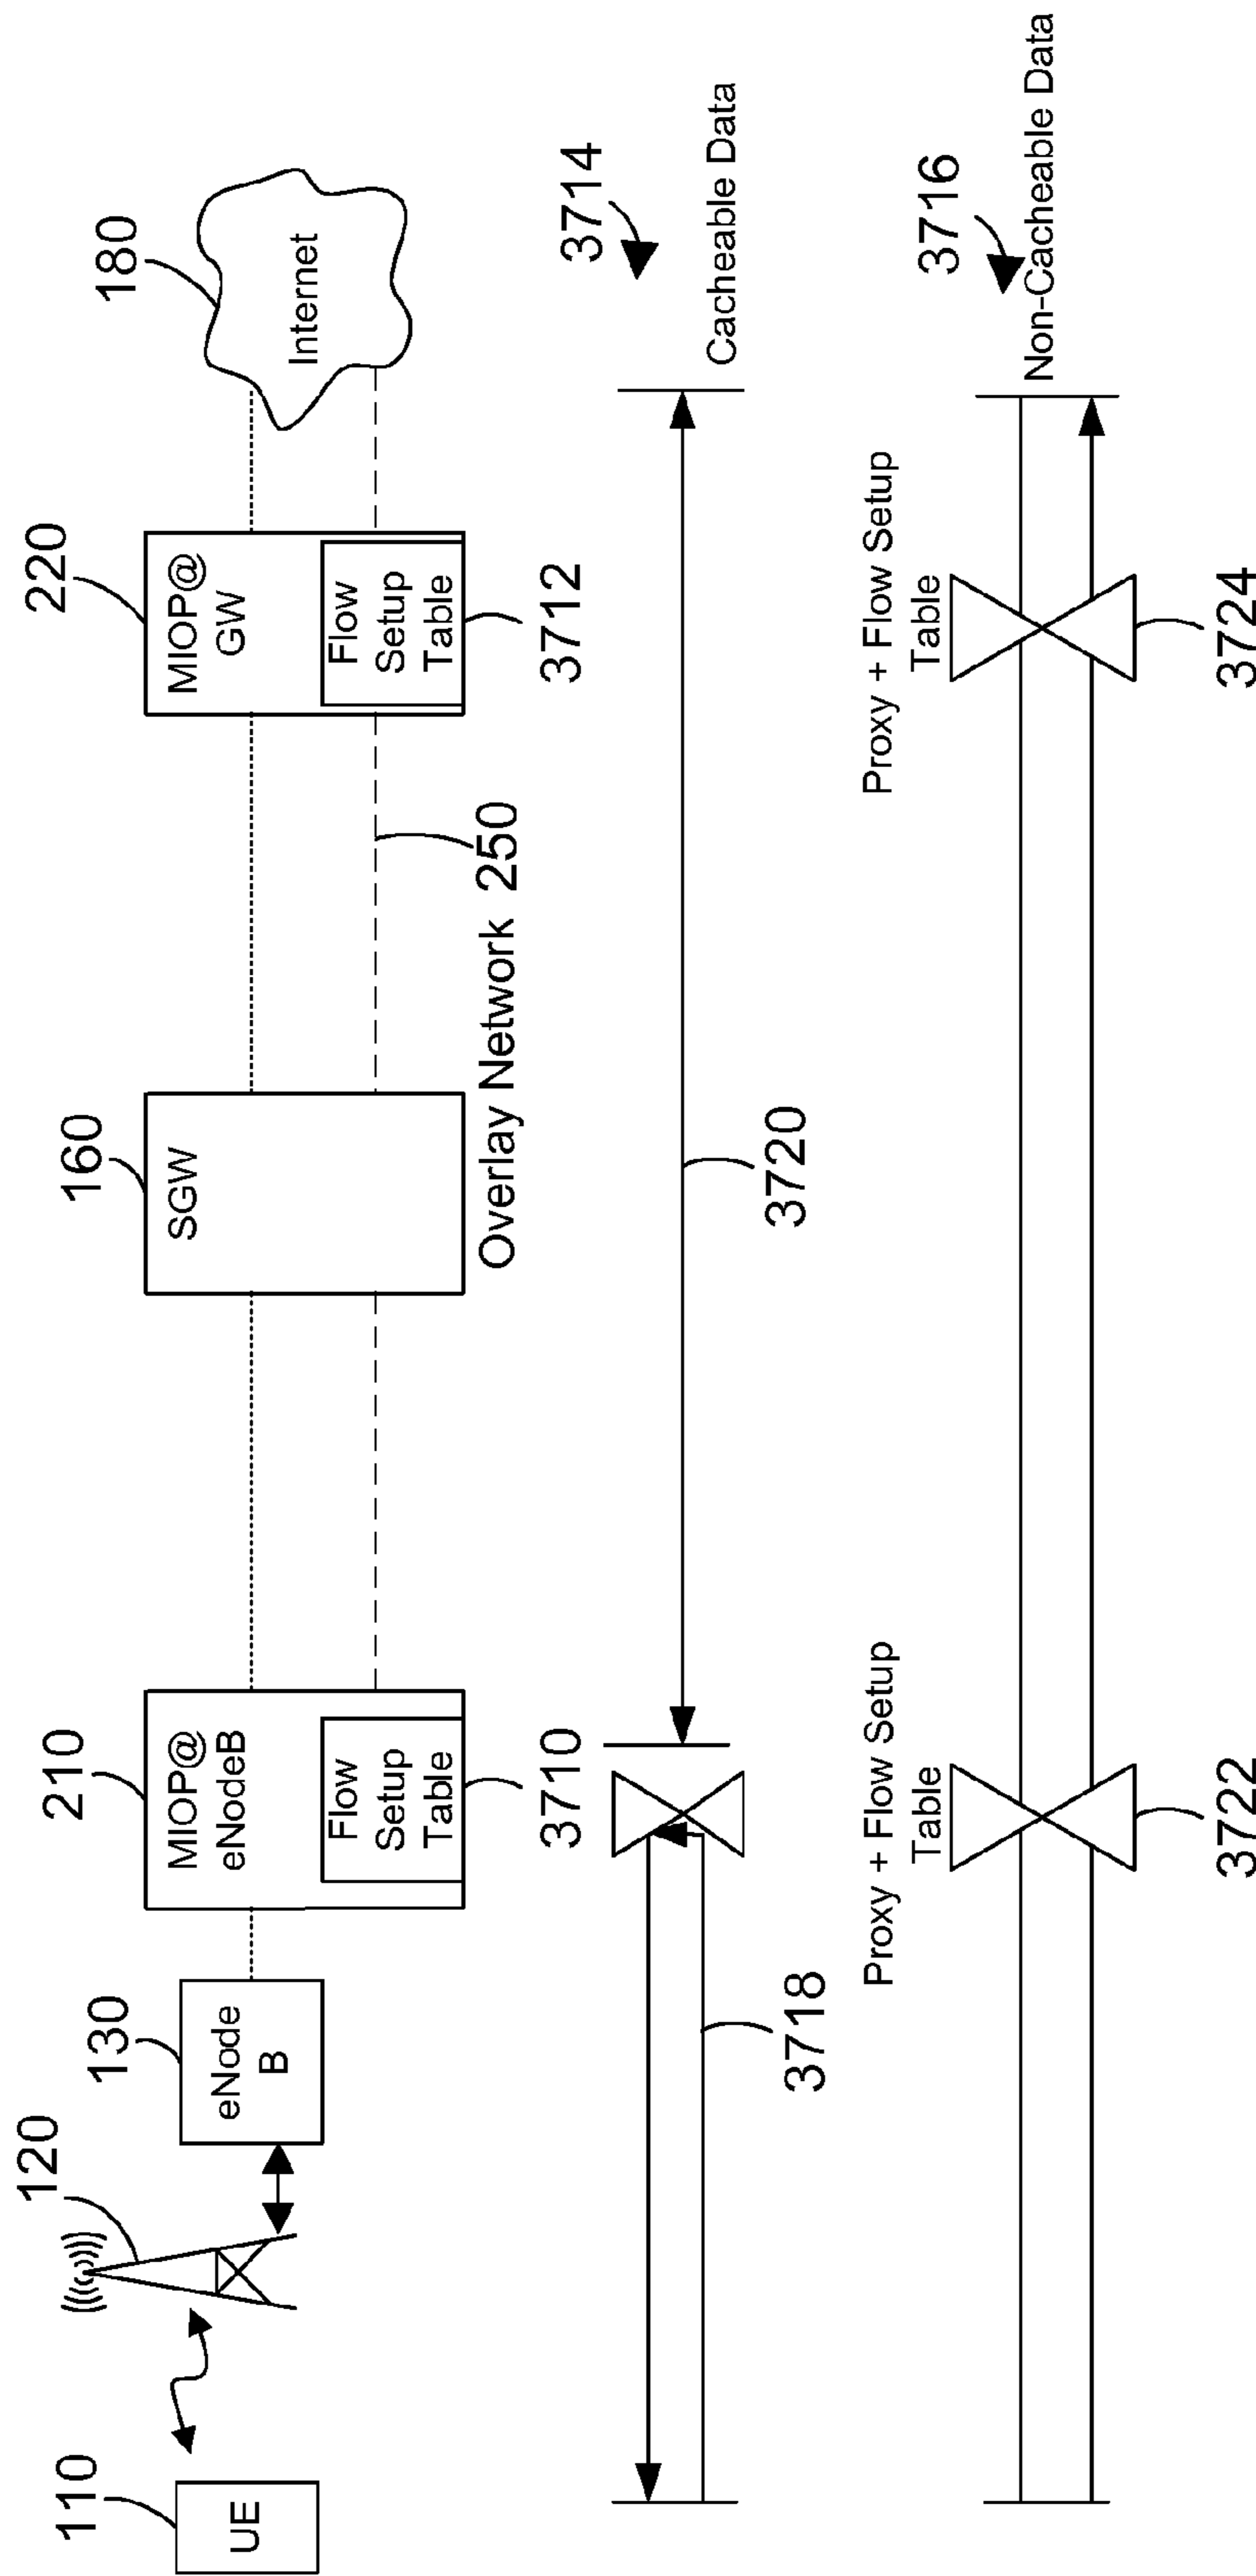 110
UE
120
130
eNode
B
210
MIOP@
eNodeB
Flow
Setup
Table
3710
160
SGW
Overlay Network 250
220
MIOP@
GW
Flow
Setup
Table
3712
180
Internet
3714
Cacheable Data
3718
3720
3716
Non-Cacheable Data
Proxy + Flow Setup
Table
3722
Proxy + Flow Setup
Table
3724